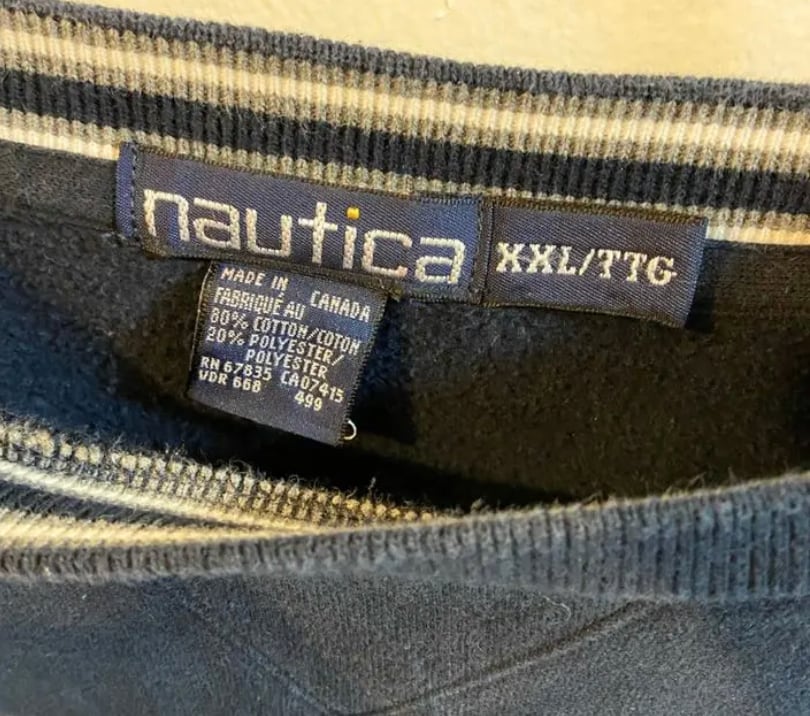 nautica
XXL/TTG
MADE IN
FABRIQUÉ AU CANADA
80% COTTON/COTON
20% POLYESTER/
POLYESTER
RN 67835 CA07415
VDR 668 499